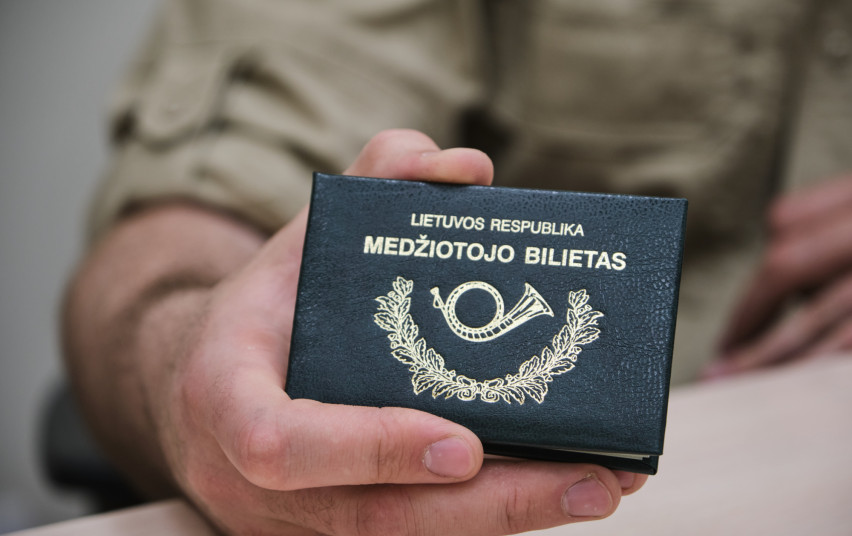 LIETUVOS RESPUBLIKA
MEDŽIOTOJO BILIETAS